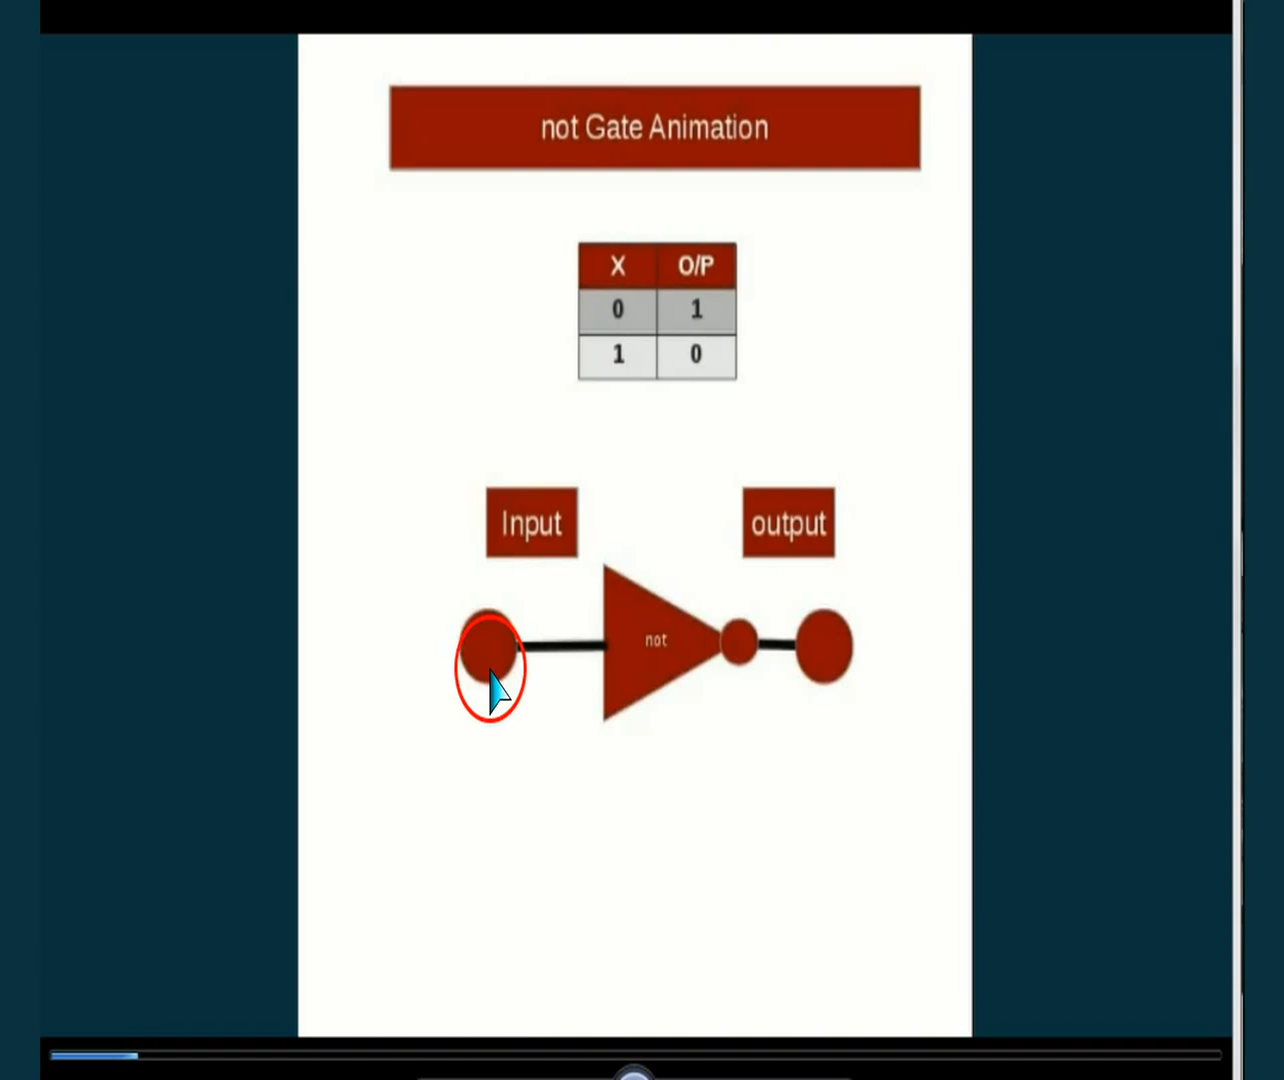 not Gate Animation
X O/P
0 1
1 0
Input output
not